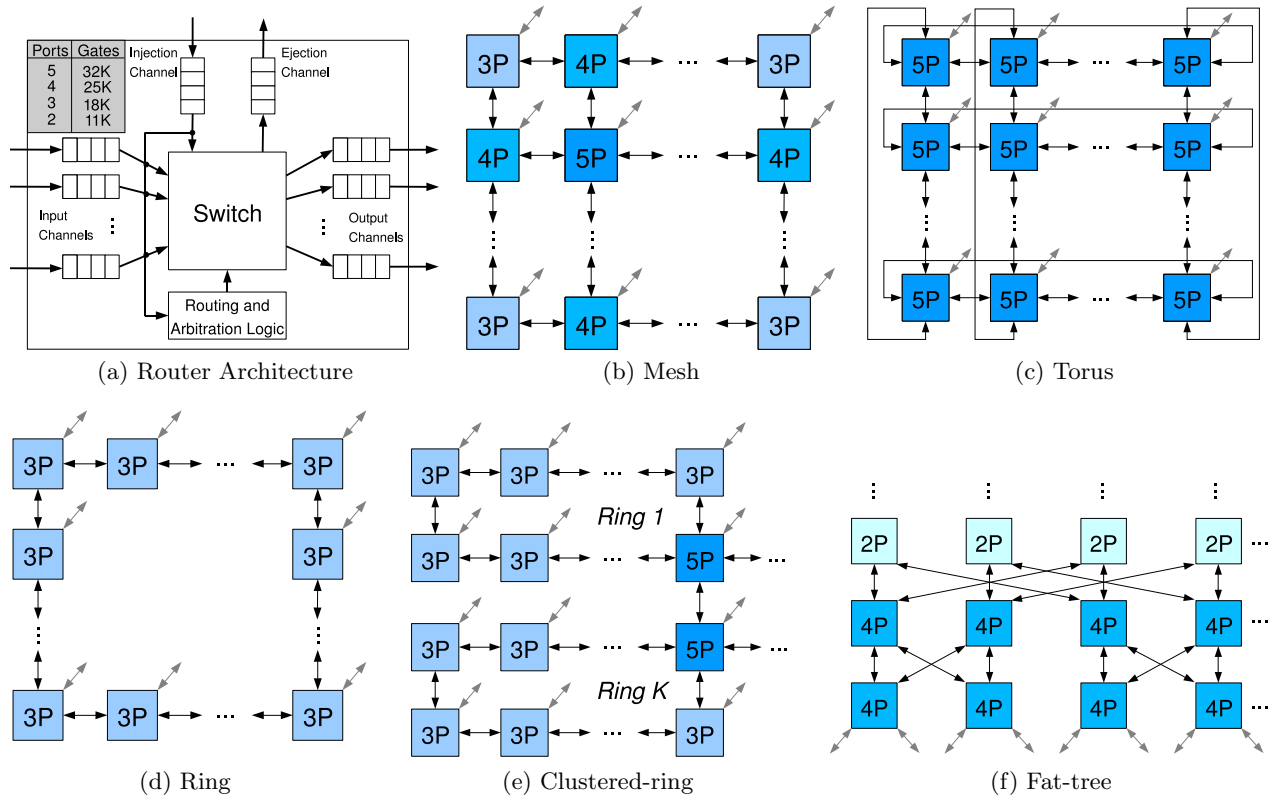 Ports Gates
5 32K
4 25K
3 18K
2 11K
Injection
Channel
Ejection
Channel
Switch
Input
Channels
Output
Channels
Routing and
Arbitration Logic
(a) Router Architecture
3P 4P ... 3P
4P 5P ... 4P
3P 4P ... 3P
(b) Mesh
5P 5P ... 5P
5P 5P ... 5P
5P 5P ... 5P
(c) Torus
3P 3P ... 3P
3P 3P
3P 3P ... 3P
(d) Ring
3P 3P ... 3P
Ring 1
3P 3P ... 5P ...
3P 3P ... 5P ...
Ring K
3P 3P ... 3P
(e) Clustered-ring
2P 2P 2P 2P ...
4P 4P 4P 4P ...
4P 4P 4P 4P ...
(f) Fat-tree